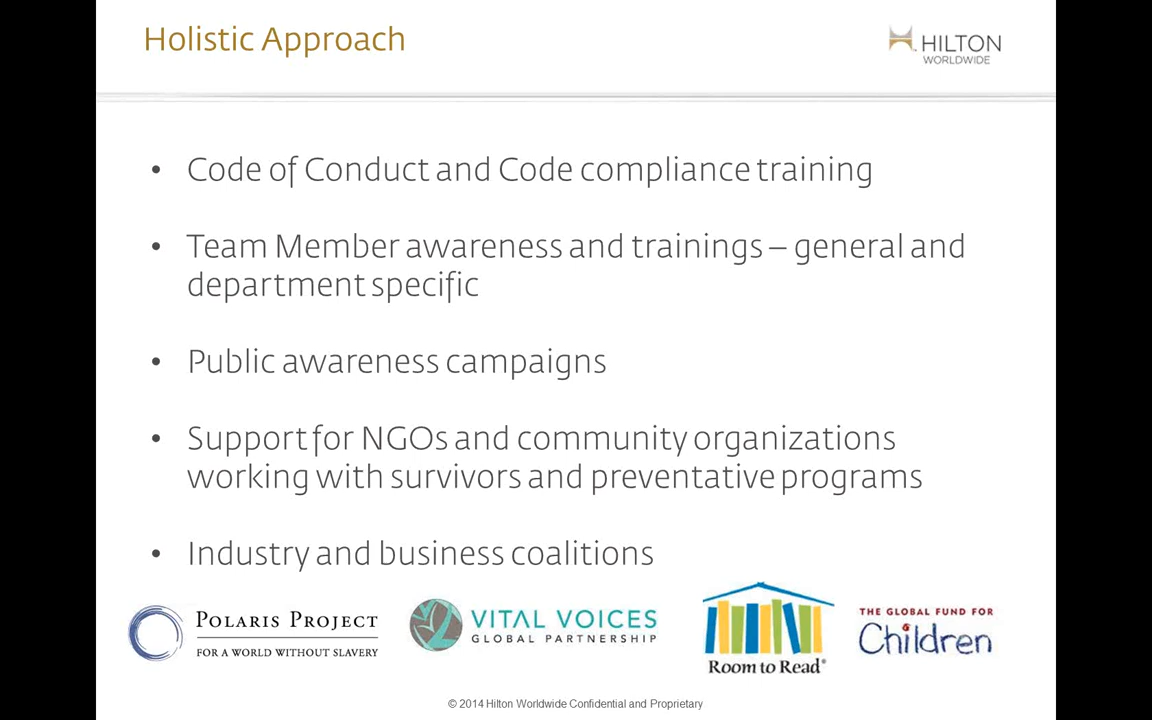 Holistic Approach
HILTON
WORLDWIDE
• Code of Conduct and Code compliance training
• Team Member awareness and trainings – general and
department specific
• Public awareness campaigns
• Support for NGOs and community organizations
working with survivors and preventative programs
• Industry and business coalitions
POLARIS PROJECT
FOR A WORLD WITHOUT SLAVERY
VITAL VOICES
GLOBAL PARTNERSHIP
Room to Read®
THE GLOBAL FUND FOR
Children
© 2014 Hilton Worldwide Confidential and Proprietary